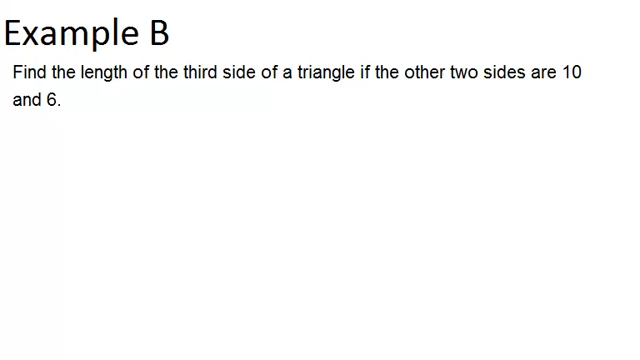 Example B
Find the length of the third side of a triangle if the other two sides are 10
and 6.